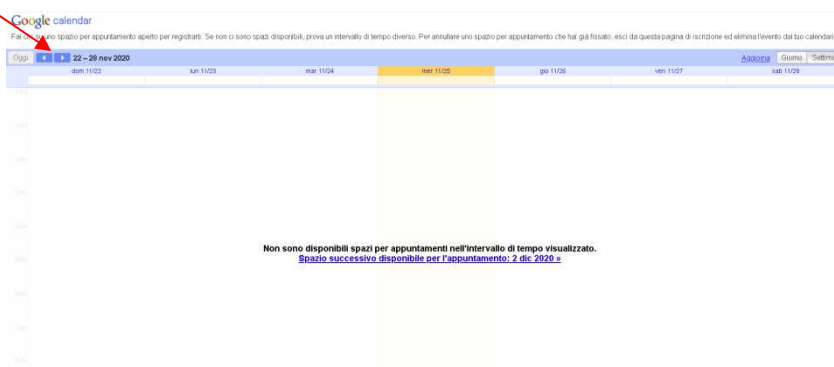 Google calendar
Fai clic su uno spazio per appuntamento aperto per registrarti. Se non ci sono spazi disponibili, prova un intervallo di tempo diverso. Per annullare uno spazio per appuntamento che hai già fissato, esci da questa pagina di iscrizione ed elimina l'evento dal tuo calendari
Oggi 22 – 28 nov 2020 Aggiorna Giorno Settima
dom 11/22 lun 11/23 mar 11/24 mer 11/25 gio 11/26 ven 11/27 sab 11/28
Non sono disponibili spazi per appuntamenti nell'intervallo di tempo visualizzato.
Spazio successivo disponibile per l'appuntamento: 2 dic 2020 »